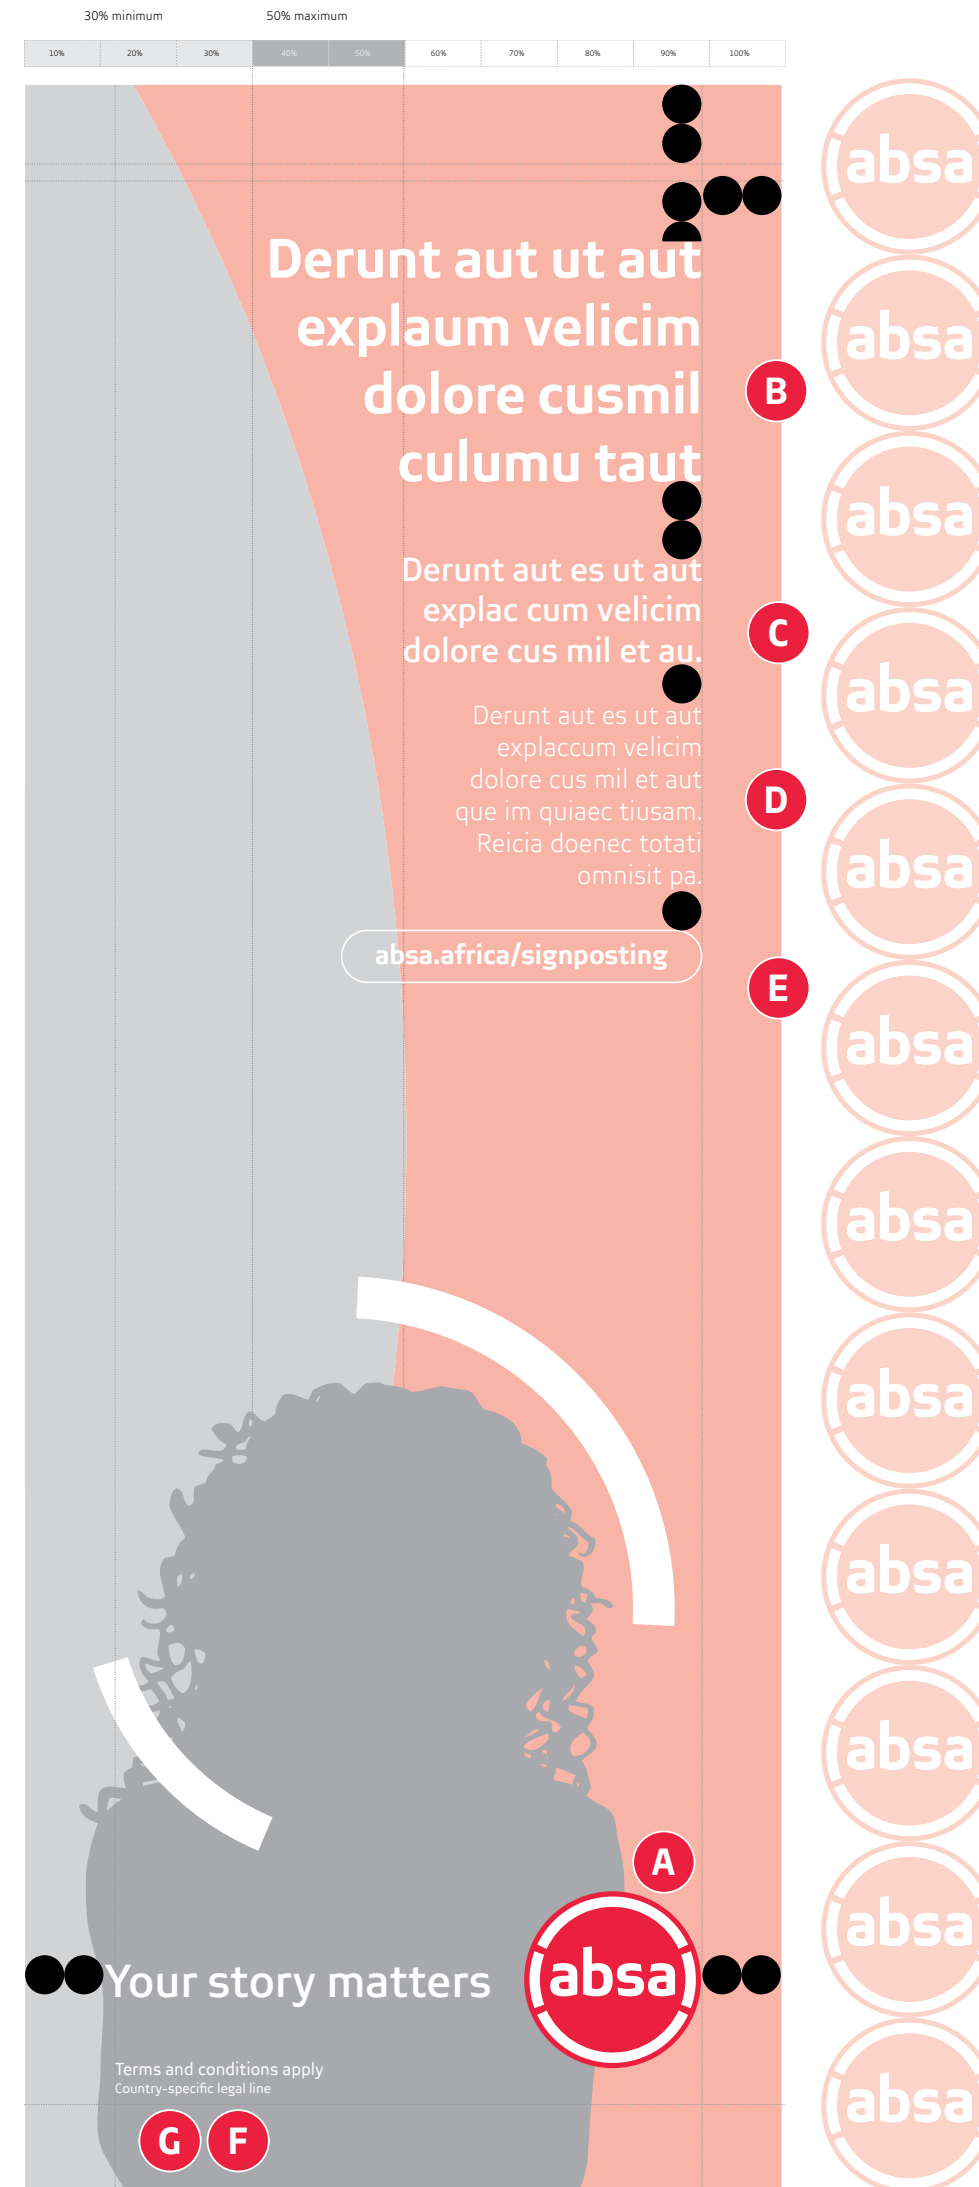 30% minimum 50% maximum
10% 20% 30% 40% 50% 60% 70% 80% 90% 100%
Derunt aut ut aut
explaum velicim
dolore cusmil
culumu taut
B
Derunt aut es ut aut
explac cum velicim
dolore cus mil et au.
C
Derunt aut es ut aut
explaccum velicim
dolore cus mil et aut
que im quiaec tiusam.
Reicia doenec totati
omnisit pa.
D
absa.africa/signposting
E
A
Your story matters
absa
Terms and conditions apply
Country-specific legal line
G F
absa
absa
absa
absa
absa
absa
absa
absa
absa
absa
absa
absa